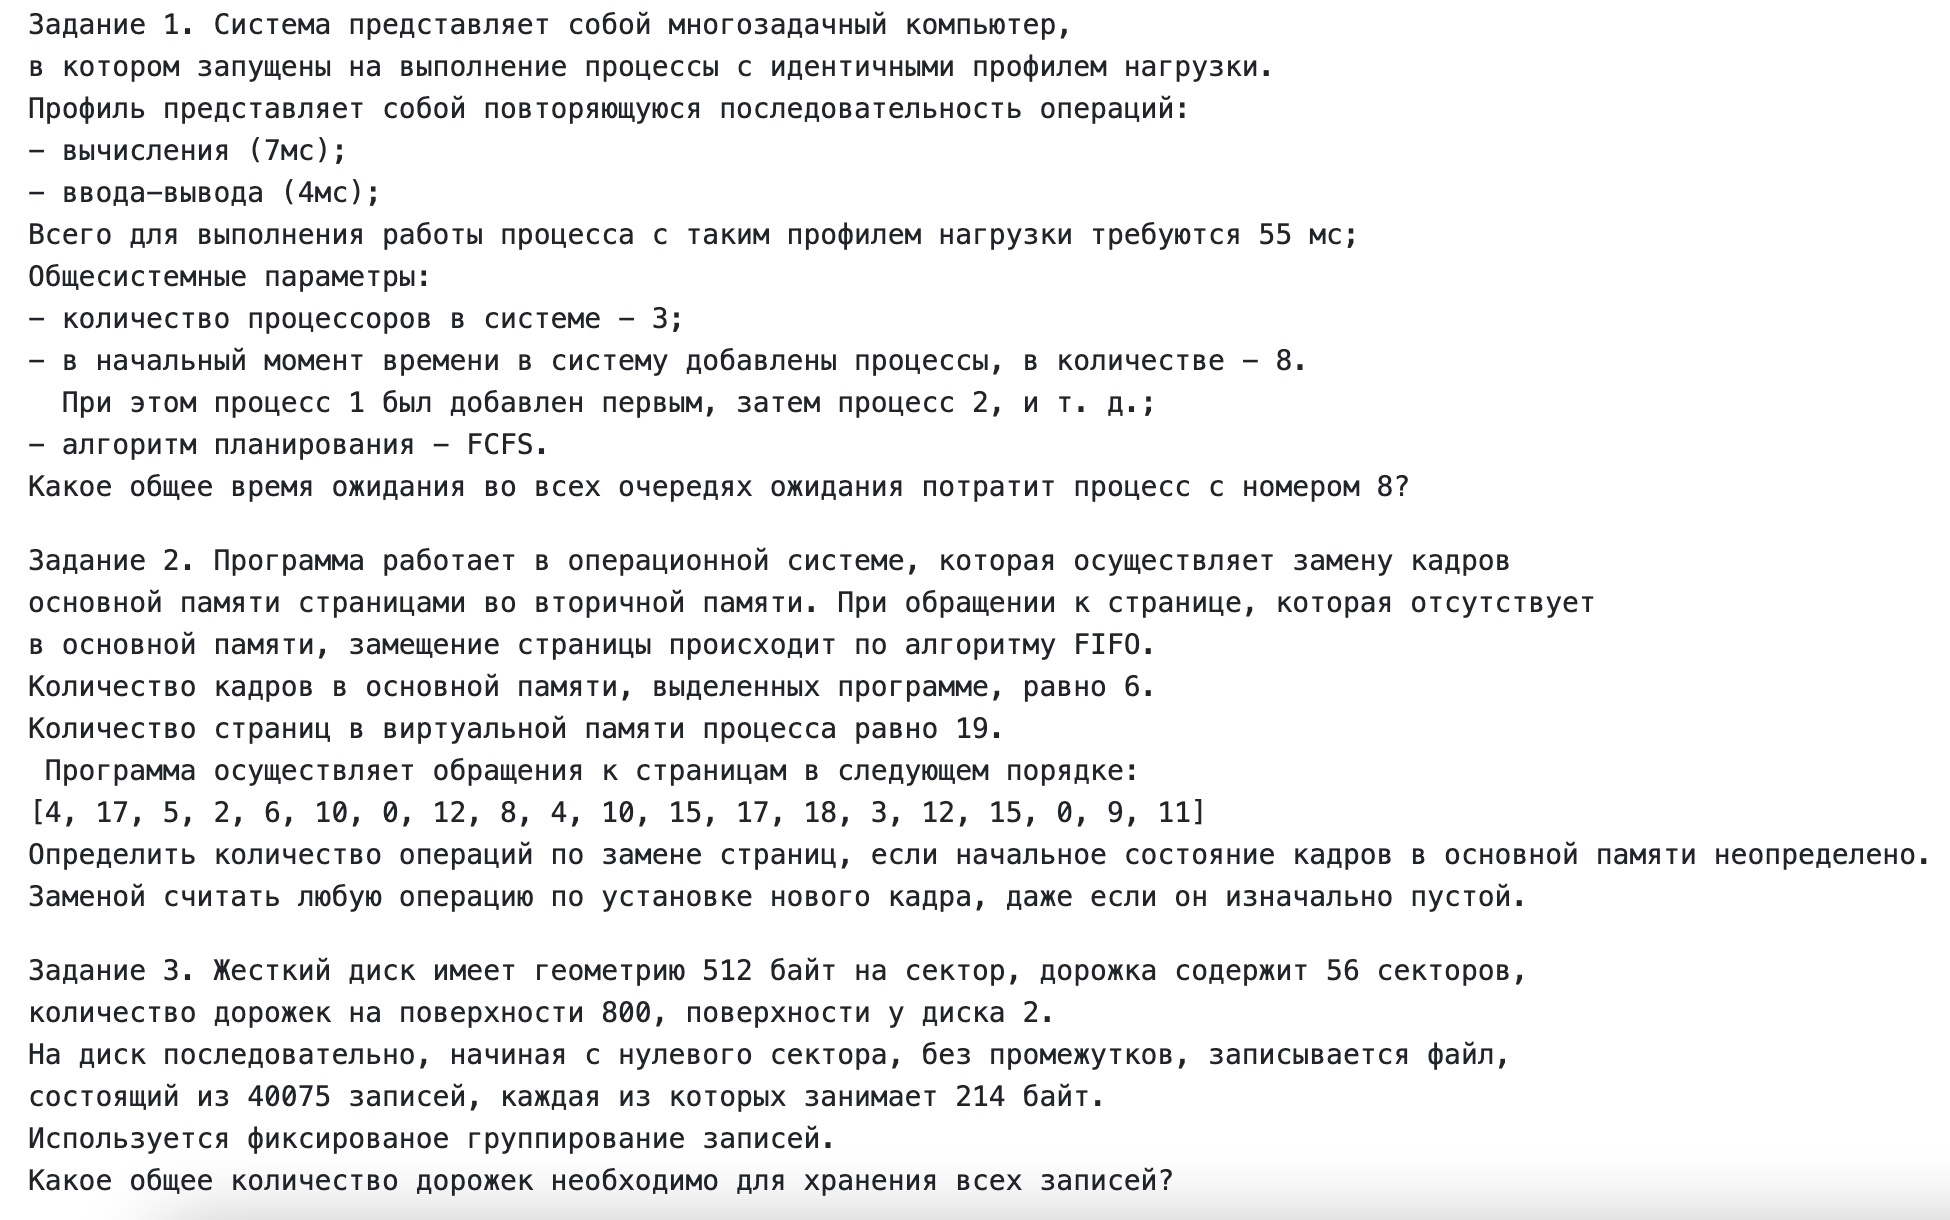 Задание 1. Система представляет собой многозадачный компьютер,
в котором запущены на выполнение процессы с идентичными профилем нагрузки.
Профиль представляет собой повторяющуюся последовательность операций:
– вычисления (7мс);
– ввода–вывода (4мс);
Всего для выполнения работы процесса с таким профилем нагрузки требуются 55 мс;
Общесистемные параметры:
– количество процессоров в системе – 3;
– в начальный момент времени в систему добавлены процессы, в количестве – 8.
При этом процесс 1 был добавлен первым, затем процесс 2, и т. д.;
– алгоритм планирования – FCFS.
Какое общее время ожидания во всех очередях ожидания потратит процесс с номером 8?

Задание 2. Программа работает в операционной системе, которая осуществляет замену кадров
основной памяти страницами во вторичной памяти. При обращении к странице, которая отсутствует
в основной памяти, замещение страницы происходит по алгоритму FIFO.
Количество кадров в основной памяти, выделенных программе, равно 6.
Количество страниц в виртуальной памяти процесса равно 19.
Программа осуществляет обращения к страницам в следующем порядке:
[4, 17, 5, 2, 6, 10, 0, 12, 8, 4, 10, 15, 17, 18, 3, 12, 15, 0, 9, 11]
Определить количество операций по замене страниц, если начальное состояние кадров в основной памяти неопределено.
Заменой считать любую операцию по установке нового кадра, даже если он изначально пустой.

Задание 3. Жесткий диск имеет геометрию 512 байт на сектор, дорожка содержит 56 секторов,
количество дорожек на поверхности 800, поверхности у диска 2.
На диск последовательно, начиная с нулевого сектора, без промежутков, записывается файл,
состоящий из 40075 записей, каждая из которых занимает 214 байт.
Используется фиксированое группирование записей.
Какое общее количество дорожек необходимо для хранения всех записей?